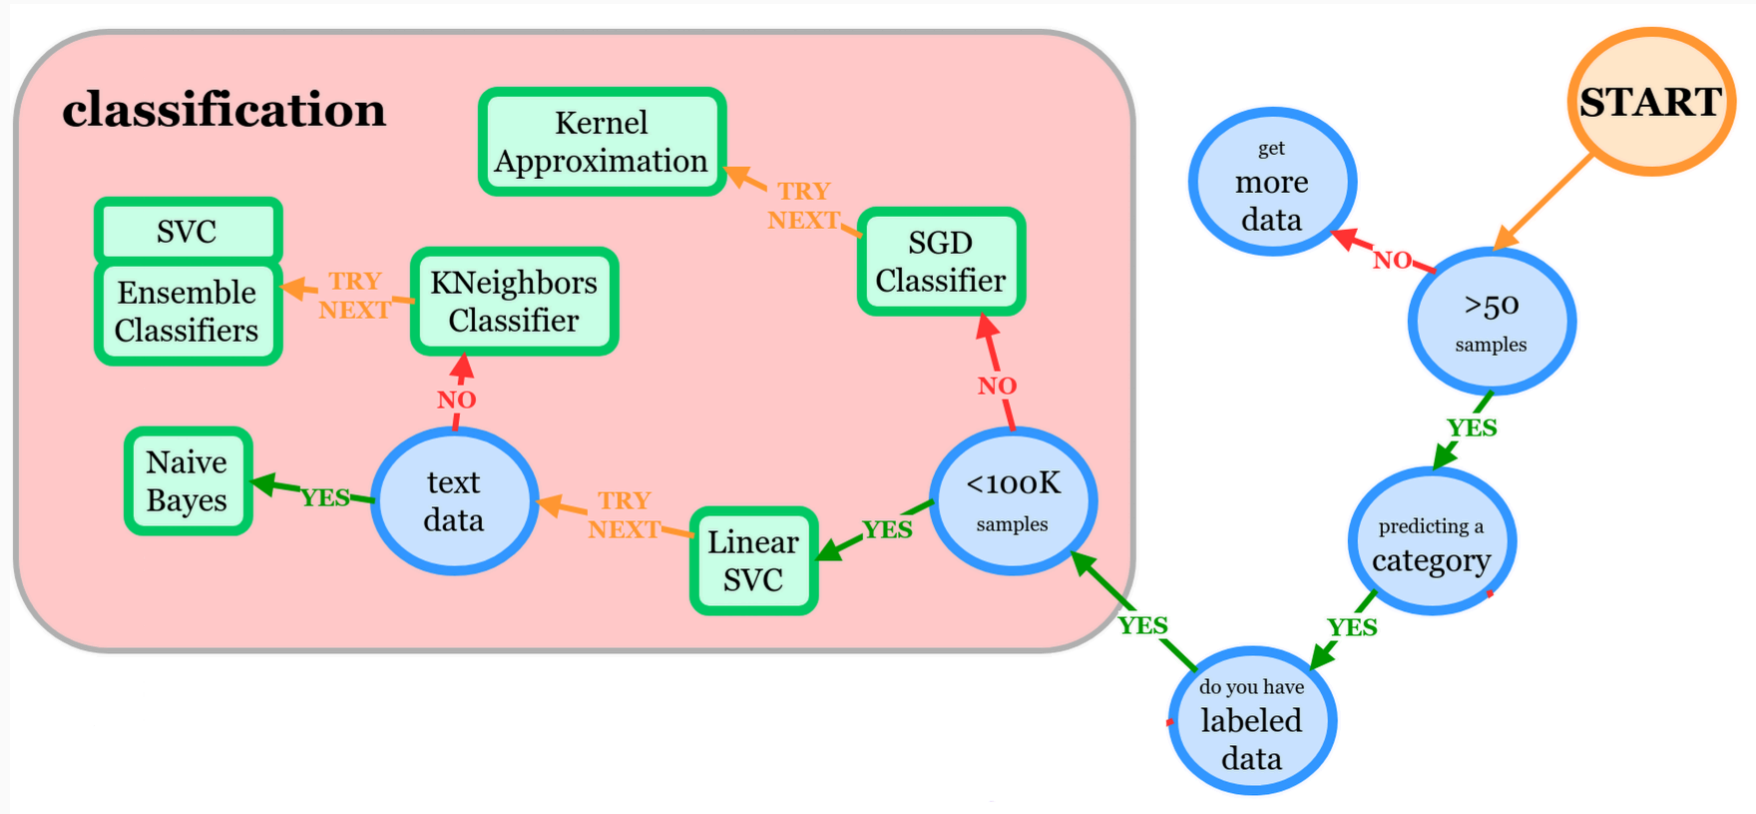 classification
Kernel
Approximation
TRY
NEXT
SGD
Classifier
SVC
Ensemble
Classifiers
TRY
NEXT
KNeighbors
Classifier
NO
NO
Naive
Bayes
YES
text
data
TRY
NEXT
Linear
SVC
YES
<100K
samples
START
get
more
data
NO
>50
samples
YES
predicting a
category
YES
YES
do you have
labeled
data